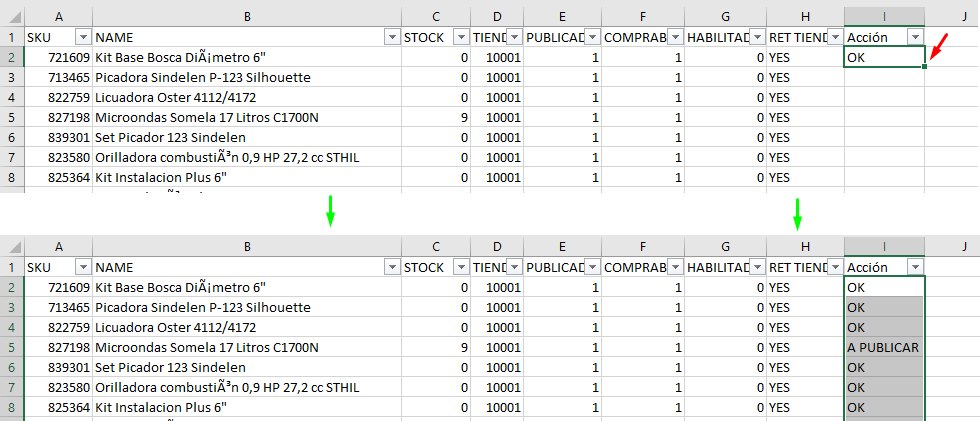 A B C D E F G H I J
1 SKU NAME STOCK TIEND PUBLICAD COMPRAB HABILITAD RET TIEND Acción
2 721609 Kit Base Bosca DiÃ¡metro 6" 0 10001 1 1 0 YES OK
3 713465 Picadora Sindelen P-123 Silhouette 0 10001 1 1 0 YES
4 822759 Licuadora Oster 4112/4172 0 10001 1 1 0 YES
5 827198 Microondas Somela 17 Litros C1700N 9 10001 1 1 0 YES
6 839301 Set Picador 123 Sindelen 0 10001 1 1 0 YES
7 823580 Orilladora combustiÃ³n 0,9 HP 27,2 cc STHIL 0 10001 1 1 0 YES
8 825364 Kit Instalacion Plus 6" 0 10001 1 1 0 YES
A B C D E F G H I J
1 SKU NAME STOCK TIEND PUBLICAD COMPRAB HABILITAD RET TIEND Acción
2 721609 Kit Base Bosca DiÃ¡metro 6" 0 10001 1 1 0 YES OK
3 713465 Picadora Sindelen P-123 Silhouette 0 10001 1 1 0 YES OK
4 822759 Licuadora Oster 4112/4172 0 10001 1 1 0 YES OK
5 827198 Microondas Somela 17 Litros C1700N 9 10001 1 1 0 YES A PUBLICAR
6 839301 Set Picador 123 Sindelen 0 10001 1 1 0 YES OK
7 823580 Orilladora combustiÃ³n 0,9 HP 27,2 cc STHIL 0 10001 1 1 0 YES OK
8 825364 Kit Instalacion Plus 6" 0 10001 1 1 0 YES OK